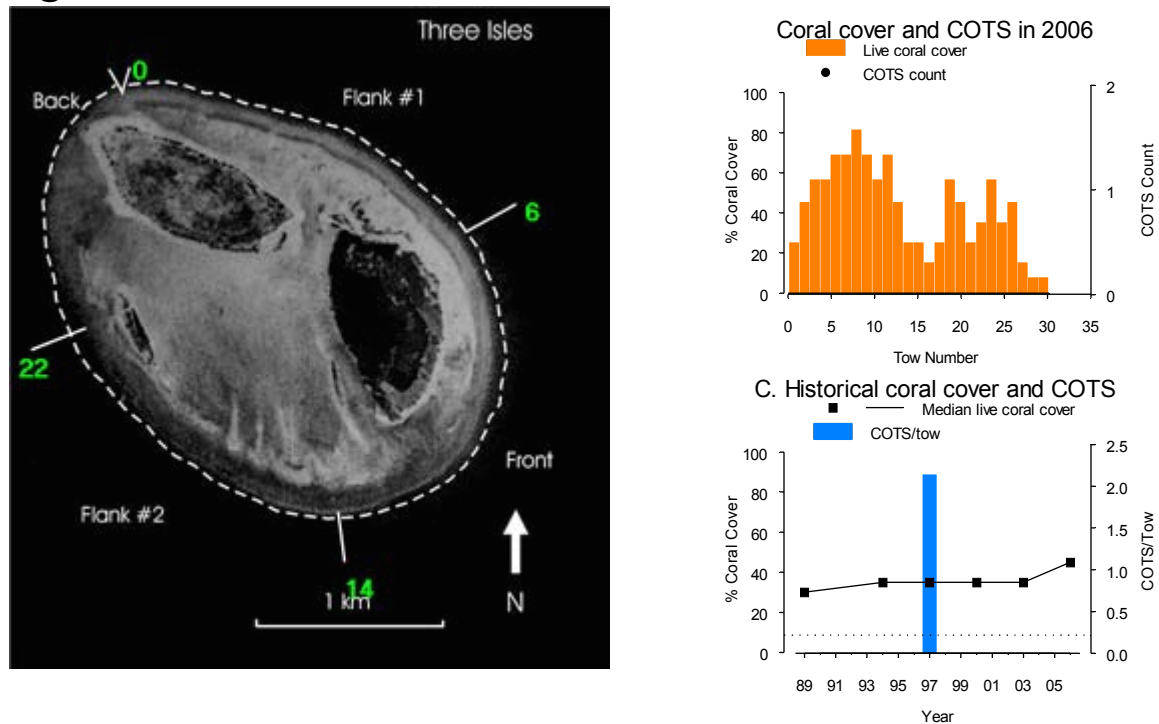 Three Isles
0
Back
Flank #1
6
22
Front
Flank #2
14
1 km
N
Coral cover and COTS in 2006
Live coral cover
COTS count
100
80
60
40
20
0
% Coral Cover
2
1
0
COTS Count
0 5 10 15 20 25 30 35
Tow Number
C. Historical coral cover and COTS
Median live coral cover
COTS/tow
100
80
60
40
20
0
% Coral Cover
2.5
2.0
1.5
1.0
0.5
0.0
COTS/Tow
89 91 93 95 97 99 01 03 05
Year